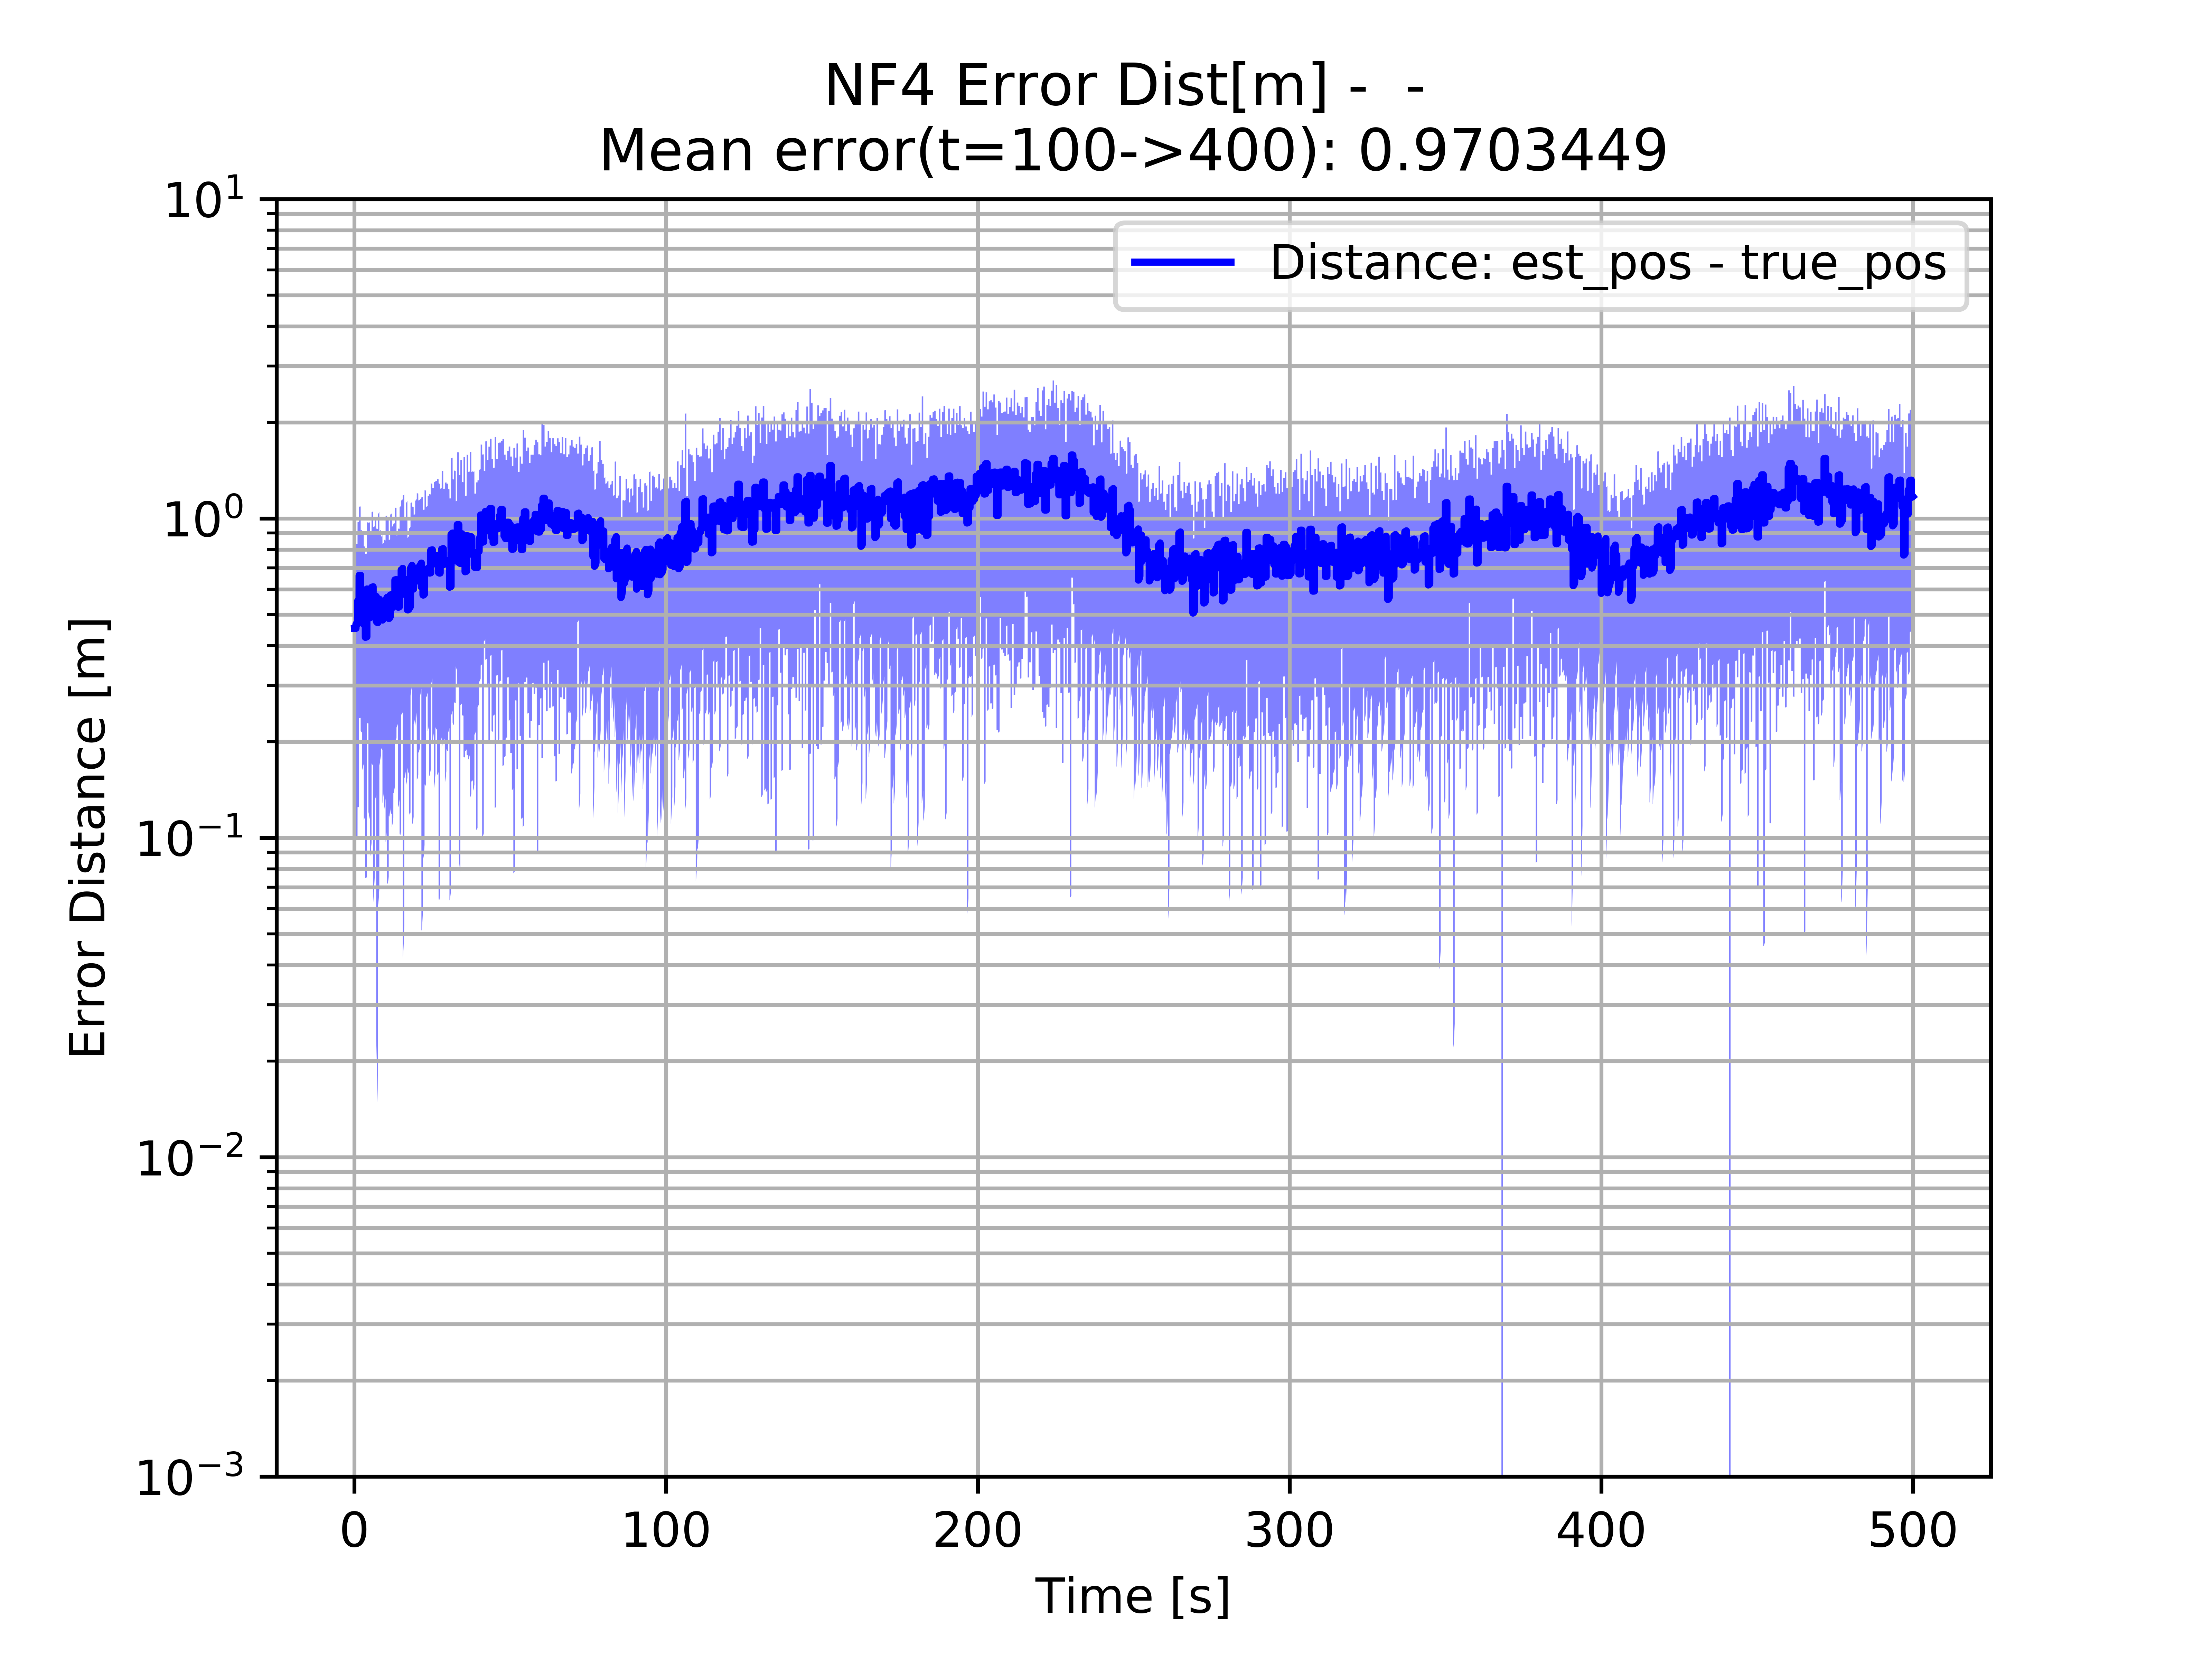 NF4 Error Dist[m] -  -
Mean error(t=100->400): 0.9703449
Distance: est_pos - true_pos
Error Distance [m]
10¹
10⁰
10⁻¹
10⁻²
10⁻³
0 100 200 300 400 500
Time [s]